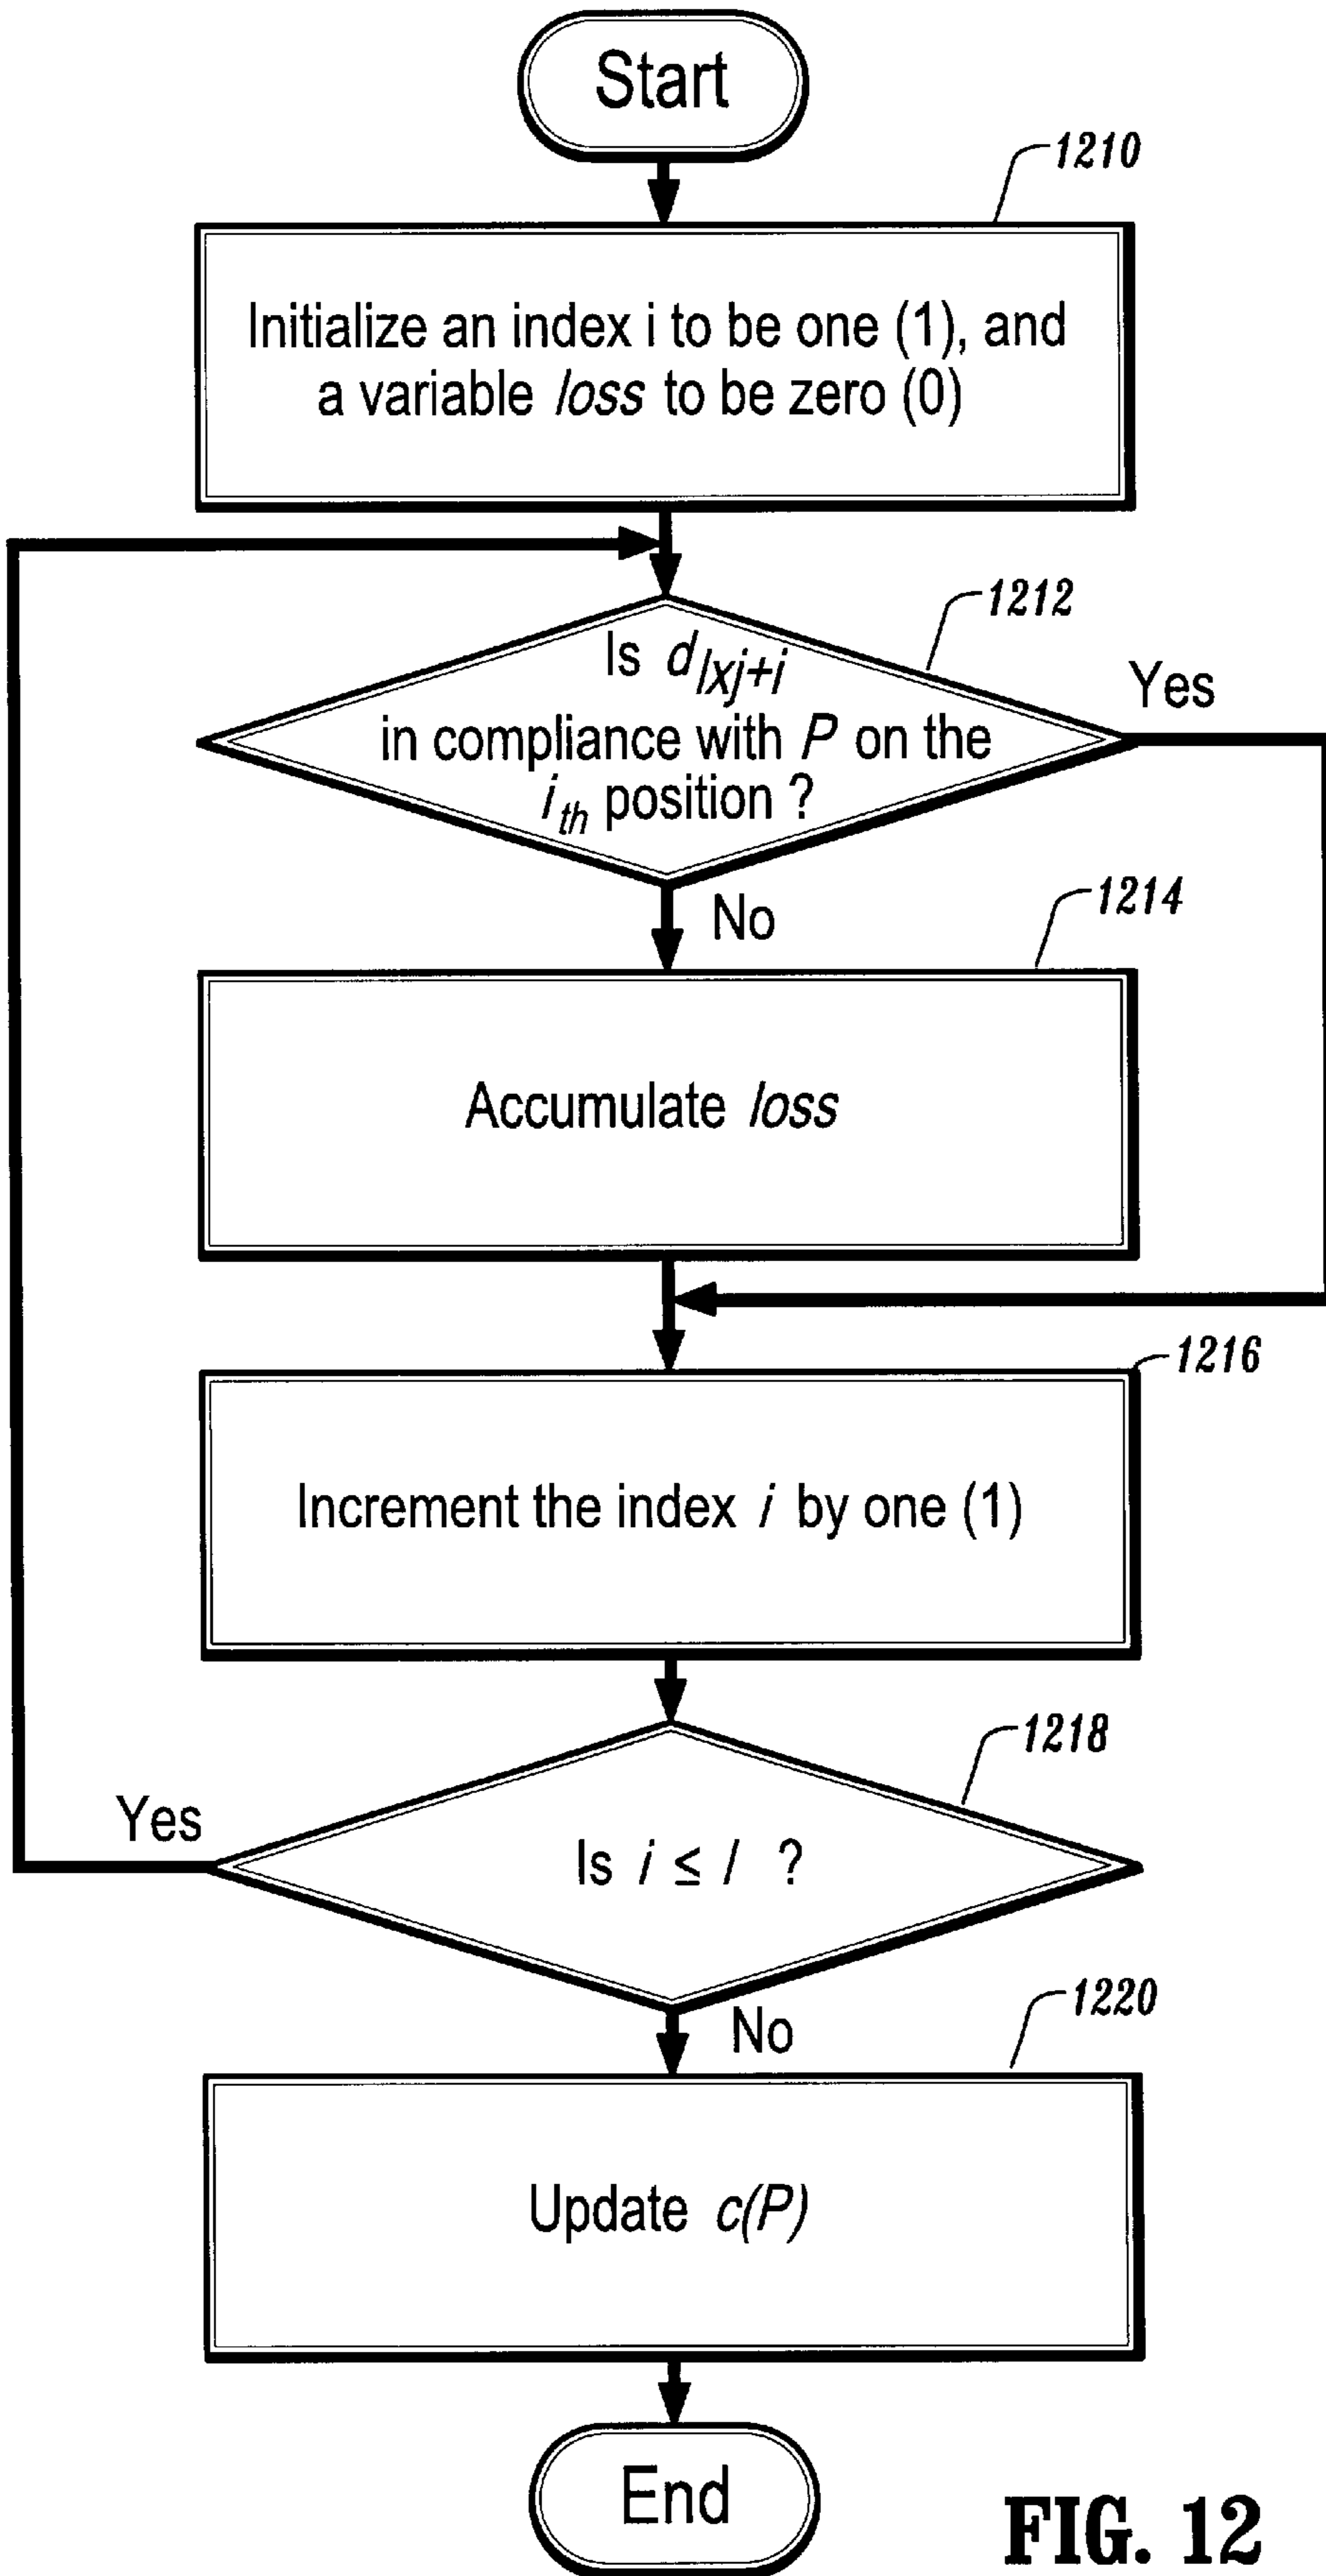 Start
1210
Initialize an index i to be one (1), and
a variable loss to be zero (0)
1212
Is d_{lxj+i}
Yes
in compliance with P on the
i_{th} position ?
No
1214
Accumulate loss
1216
Increment the index i by one (1)
1218
Yes
Is i ≤ l ?
1220
No
Update c(P)
End
FIG. 12